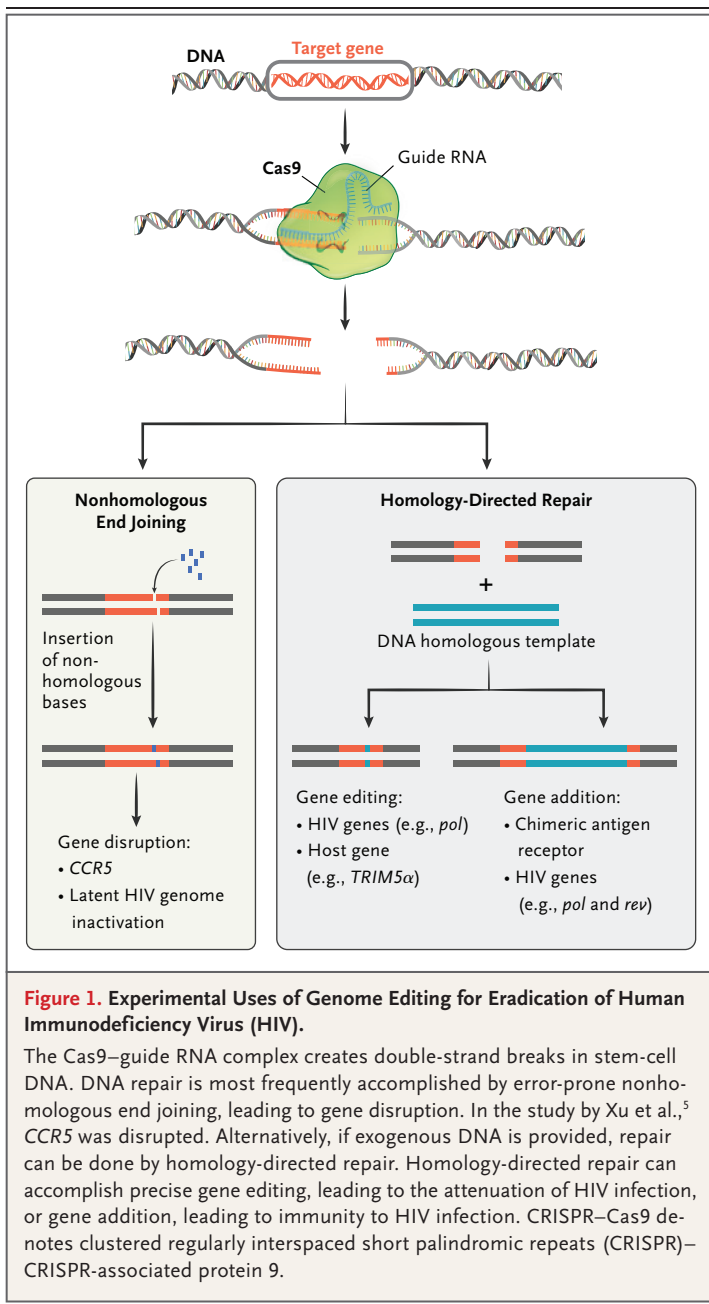 Target gene
DNA
Guide RNA
Cas9
Nonhomologous
End Joining
Insertion
of non-
homologous
bases
Gene disruption:
• CCR5
• Latent HIV genome
inactivation
Homology-Directed Repair
+
DNA homologous template
Gene editing:
• HIV genes (e.g., pol)
• Host gene
(e.g., TRIM5α)
Gene addition:
• Chimeric antigen
receptor
• HIV genes
(e.g., pol and rev)
Figure 1. Experimental Uses of Genome Editing for Eradication of Human
Immunodeficiency Virus (HIV).
The Cas9–guide RNA complex creates double-strand breaks in stem-cell
DNA. DNA repair is most frequently accomplished by error-prone nonho-
mologous end joining, leading to gene disruption. In the study by Xu et al.,5
CCR5 was disrupted. Alternatively, if exogenous DNA is provided, repair
can be done by homology-directed repair. Homology-directed repair can
accomplish precise gene editing, leading to the attenuation of HIV infection,
or gene addition, leading to immunity to HIV infection. CRISPR–Cas9 de-
notes clustered regularly interspaced short palindromic repeats (CRISPR)–
CRISPR-associated protein 9.